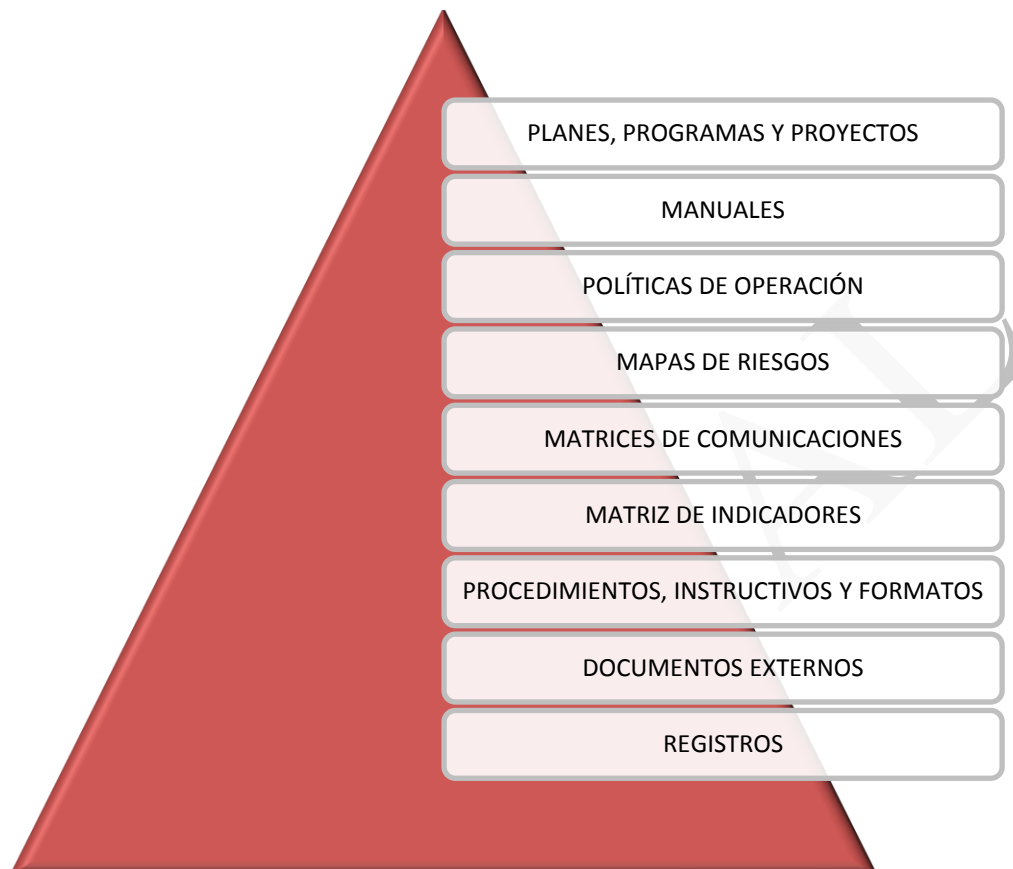 PLANES, PROGRAMAS Y PROYECTOS
MANUALES
POLÍTICAS DE OPERACIÓN
MAPAS DE RIESGOS
MATRICES DE COMUNICACIONES
MATRIZ DE INDICADORES
PROCEDIMIENTOS, INSTRUCTIVOS Y FORMATOS
DOCUMENTOS EXTERNOS
REGISTROS